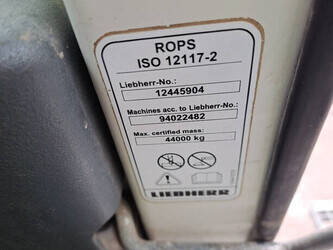 ROPS
ISO 12117-2
Liebherr-No.:
12445904
Machines acc. to Liebherr-No.:
94022482
Max. certified mass:
44000 kg
LIEBHERR